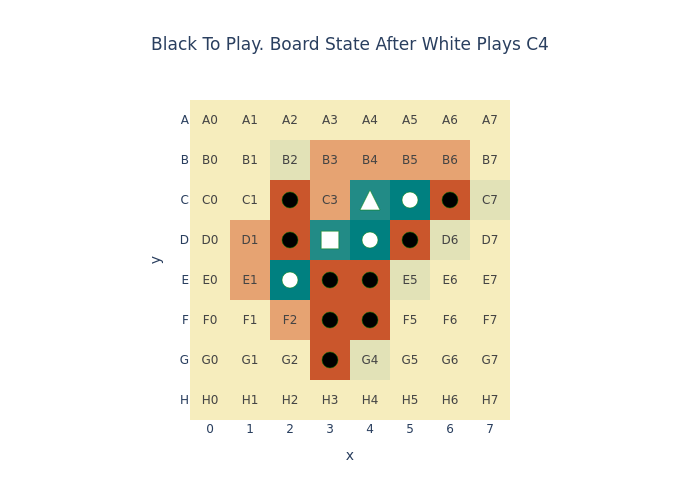 Black To Play. Board State After White Plays C4
A A0 A1 A2 A3 A4 A5 A6 A7
B B0 B1 B2 B3 B4 B5 B6 B7
C C0 C1 C3 C7
D D0 D1 D6 D7
y
E E0 E1 E5 E6 E7
F F0 F1 F2 F5 F6 F7
G G0 G1 G2 G4 G5 G6 G7
H H0 H1 H2 H3 H4 H5 H6 H7
0 1 2 3 4 5 6 7
x